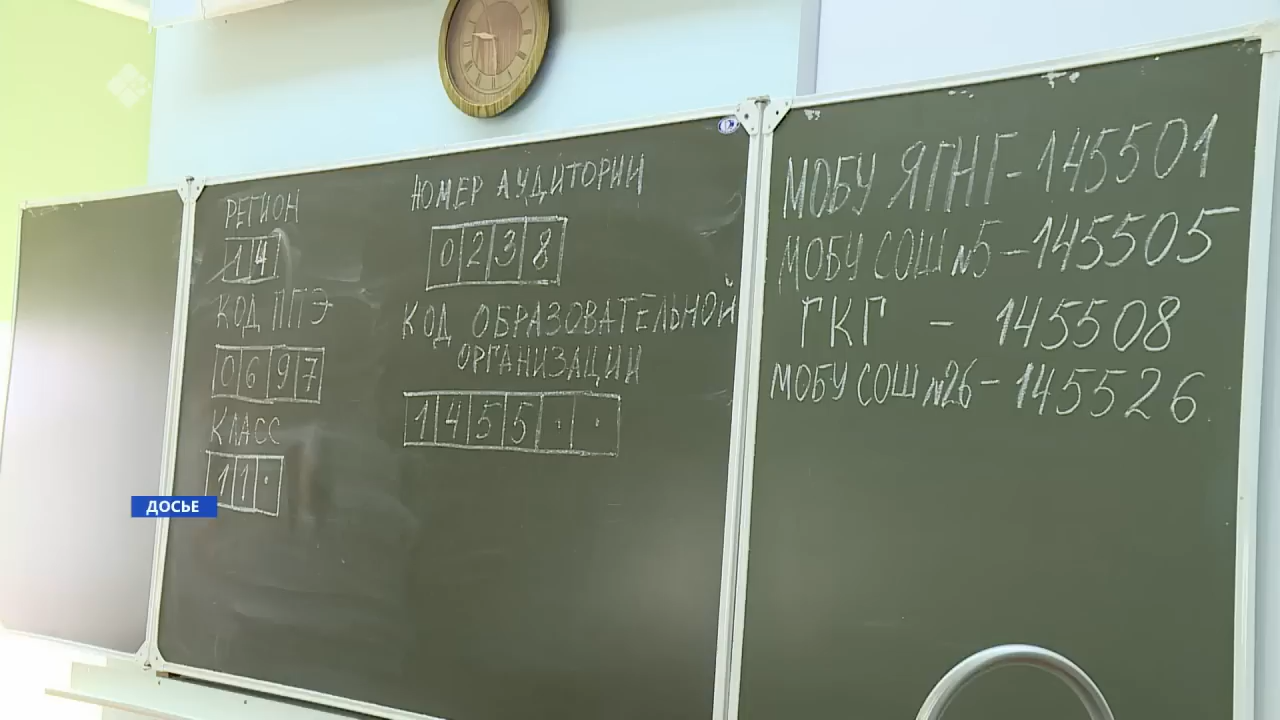 РЕГИОН
14
КОД ППЭ
0697
КЛАСС
11·
НОМЕР АУДИТОРИИ
0238
КОД ОБРАЗОВАТЕЛЬНОЙ
ОРГАНИЗАЦИИ
1455··
МОБУ ЯГНГ - 145501
МОБУ СОШ №5 - 145505
ГКГ - 145508
МОБУ СОШ №26 - 145526
ДОСЬЕ